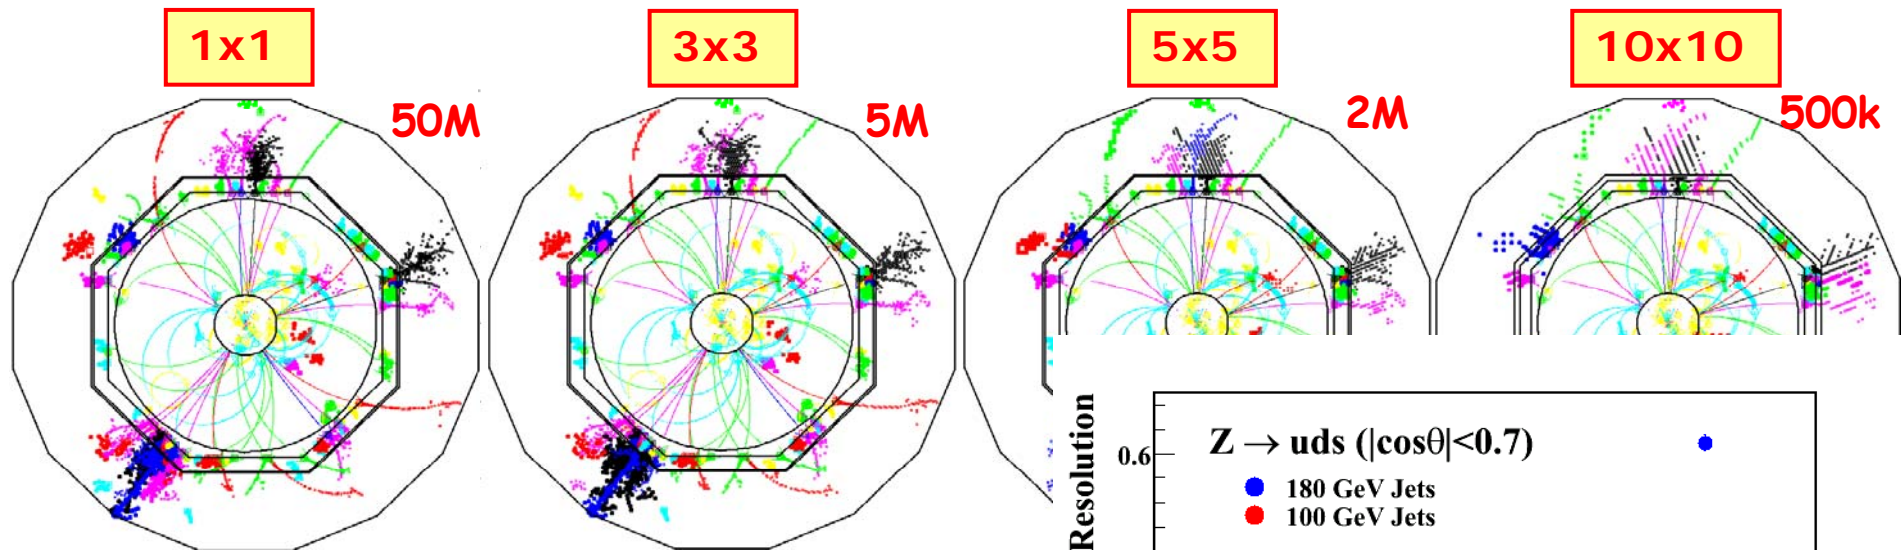 1x1
3x3
5x5
10x10
50M
5M
2M
500k
Resolution
0.6
Z → uds (|cosθ|<0.7)
180 GeV Jets
100 GeV Jets